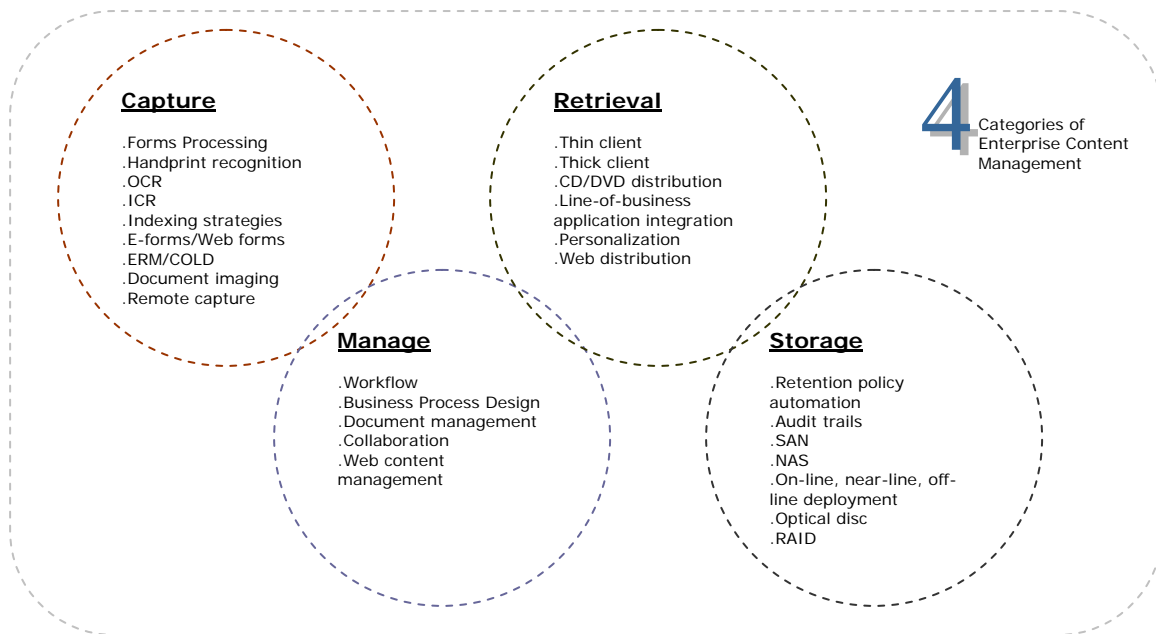 Capture
.Forms Processing
.Handprint recognition
.OCR
.ICR
.Indexing strategies
.E-forms/Web forms
.ERM/COLD
.Document imaging
.Remote capture
Retrieval
.Thin client
.Thick client
.CD/DVD distribution
.Line-of-business
application integration
.Personalization
.Web distribution
4
Categories of
Enterprise Content
Management
Manage
.Workflow
.Business Process Design
.Document management
.Collaboration
.Web content
management
Storage
.Retention policy
automation
.Audit trails
.SAN
.NAS
.On-line, near-line, off-
line deployment
.Optical disc
.RAID